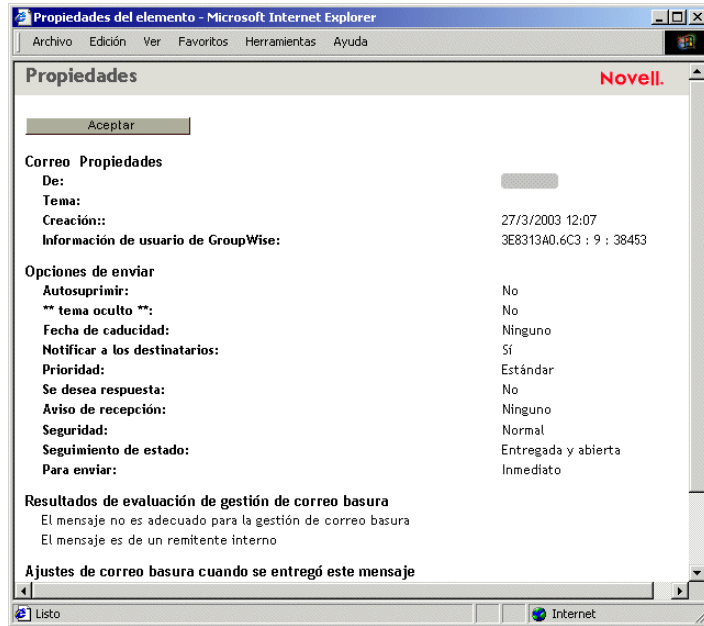 Propiedades del elemento - Microsoft Internet Explorer
Archivo Edición Ver Favoritos Herramientas Ayuda
Propiedades
Novell.
Aceptar
Correo Propiedades
De:
Tema:
Creación:: 27/3/2003 12:07
Información de usuario de GroupWise: 3E8313A0.6C3 : 9 : 38453
Opciones de enviar
Autosuprimir: No
** tema oculto **: No
Fecha de caducidad: Ninguno
Notificar a los destinatarios: Sí
Prioridad: Estándar
Se desea respuesta: No
Aviso de recepción: Ninguno
Seguridad: Normal
Seguimiento de estado: Entregada y abierta
Para enviar: Inmediato
Resultados de evaluación de gestión de correo basura
El mensaje no es adecuado para la gestión de correo basura
El mensaje es de un remitente interno
Ajustes de correo basura cuando se entregó este mensaje
Listo Internet